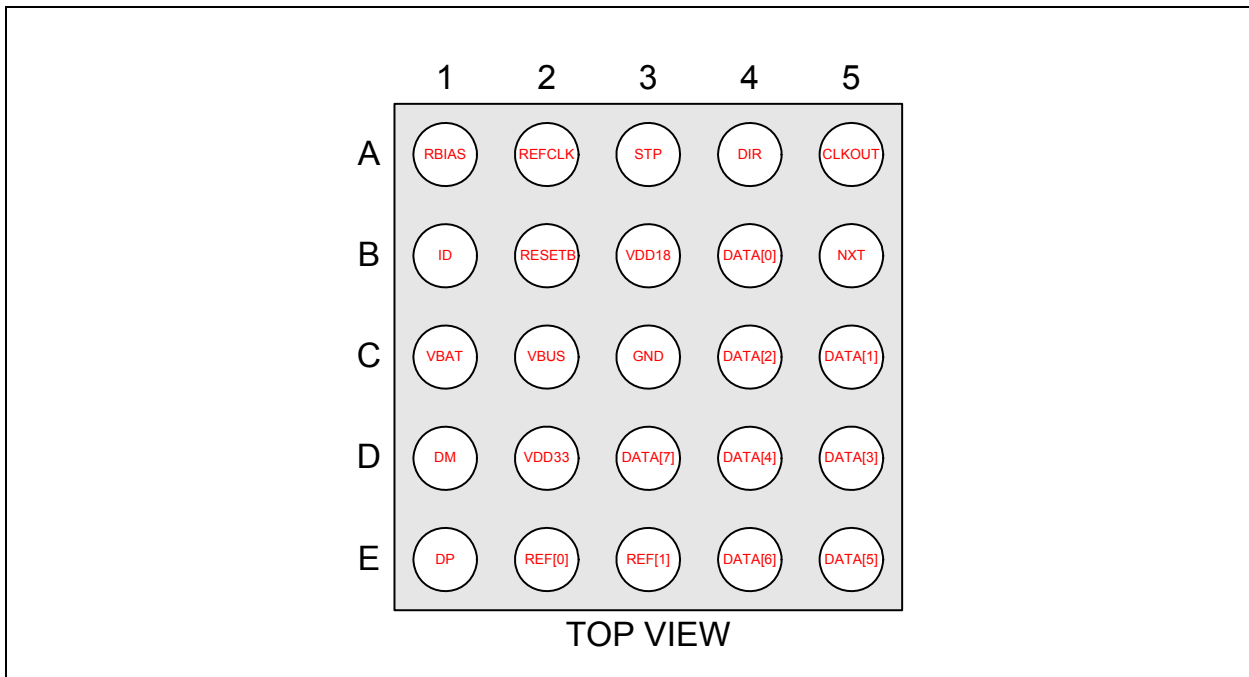 1 2 3 4 5
A RBIAS REFCLK STP DIR CLKOUT
B ID RESETB VDD18 DATA[0] NXT
C VBAT VBUS GND DATA[2] DATA[1]
D DM VDD33 DATA[7] DATA[4] DATA[3]
E DP REF[0] REF[1] DATA[6] DATA[5]
TOP VIEW